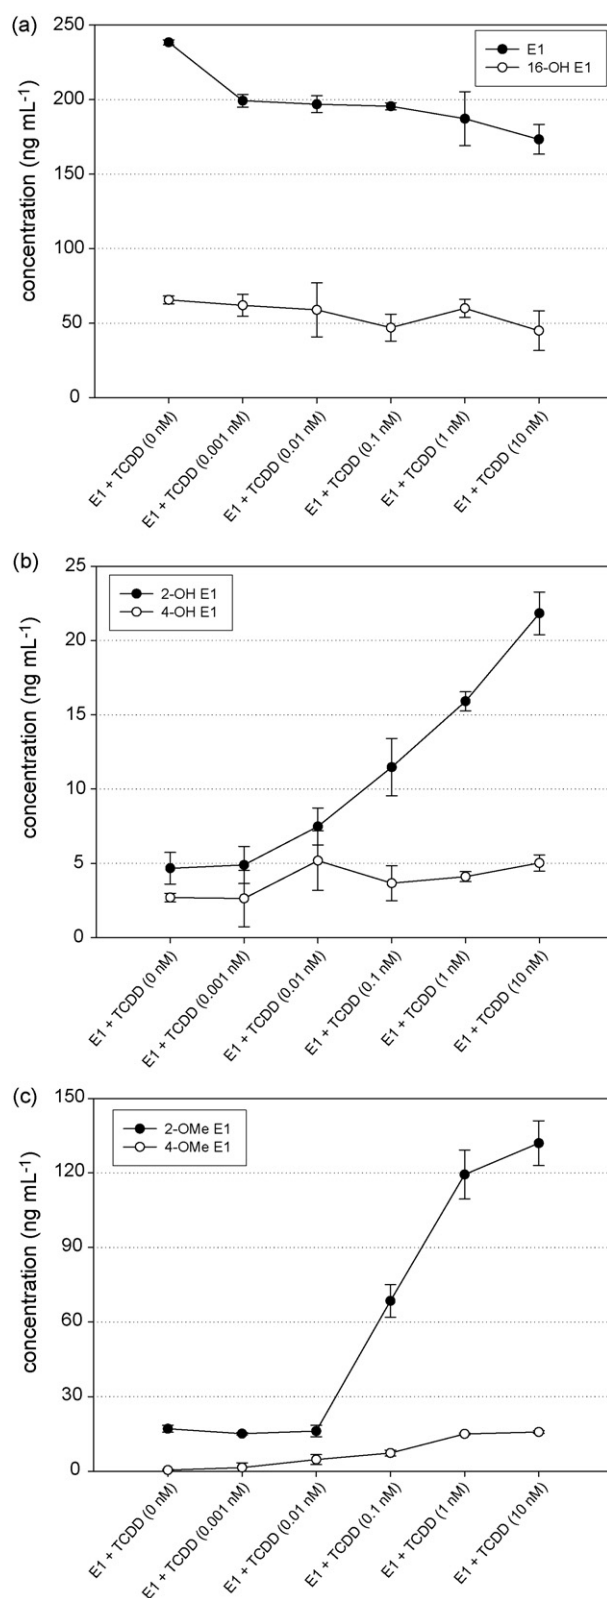 (a)
250
200
150
100
50
0
concentration (ng mL-1)
E1
16-OH E1
E1 + TCDD (0 nM)
E1 + TCDD (0.001 nM)
E1 + TCDD (0.01 nM)
E1 + TCDD (0.1 nM)
E1 + TCDD (1 nM)
E1 + TCDD (10 nM)
(b)
25
20
15
10
5
0
concentration (ng mL-1)
2-OH E1
4-OH E1
E1 + TCDD (0 nM)
E1 + TCDD (0.001 nM)
E1 + TCDD (0.01 nM)
E1 + TCDD (0.1 nM)
E1 + TCDD (1 nM)
E1 + TCDD (10 nM)
(c)
150
120
90
60
30
0
concentration (ng mL-1)
2-OMe E1
4-OMe E1
E1 + TCDD (0 nM)
E1 + TCDD (0.001 nM)
E1 + TCDD (0.01 nM)
E1 + TCDD (0.1 nM)
E1 + TCDD (1 nM)
E1 + TCDD (10 nM)